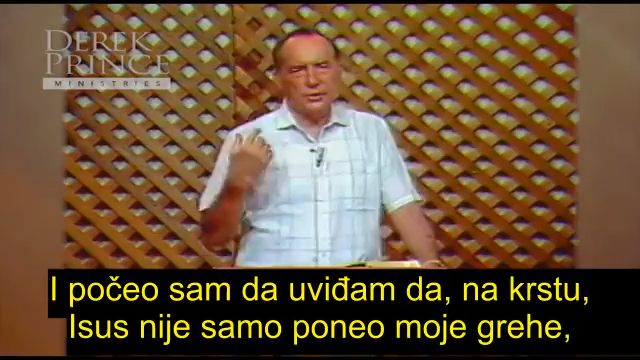 DEREK
PRINCE
MINISTRIES
I počeo sam da uviđam da, na krstu,
Isus nije samo poneo moje grehe,